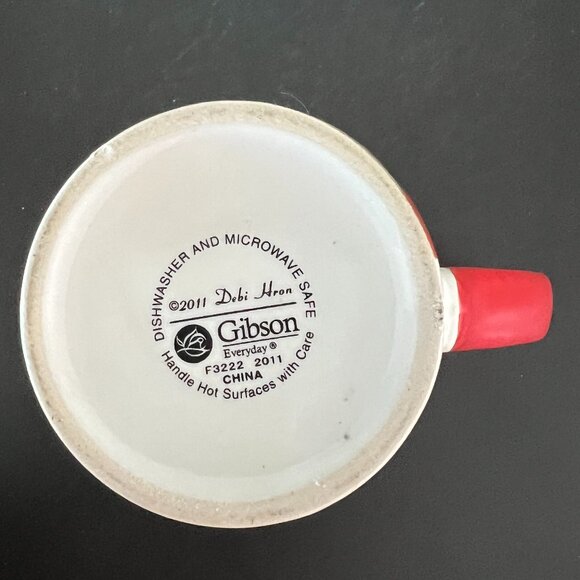 DISHWASHER AND MICROWAVE SAFE
©2011 Debi Hron
Gibson
Everyday®
F3222 2011
CHINA
Handle Hot Surfaces with Care